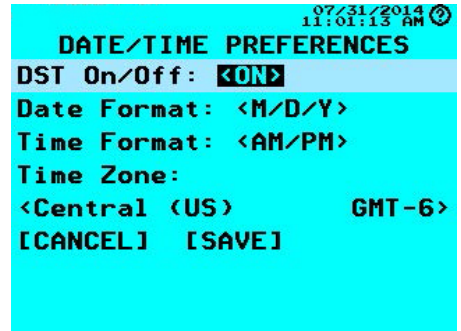 07/31/2014
11:01:13 AM ?
DATE/TIME PREFERENCES
DST On/Off: <ON>
Date Format: <M/D/Y>
Time Format: <AM/PM>
Time Zone:
<Central (US) GMT-6>
[CANCEL] [SAVE]